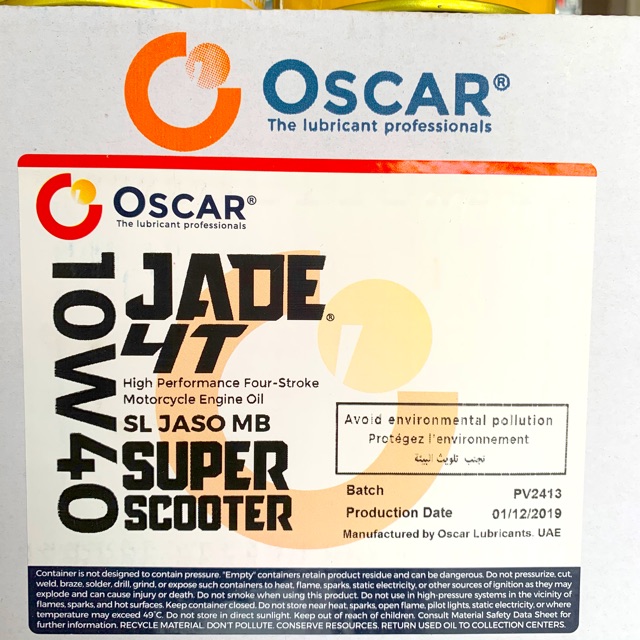 OSCAR®
The lubricant professionals
OSCAR®
The lubricant professionals
10W40
JADE®
4T
High Performance Four-Stroke
Motorcycle Engine Oil
SL JASO MB
SUPER
SCOOTER
Avoid environmental pollution
Protégez l'environnement
تجنب تلويث البيئة
Batch PV2413
Production Date 01/12/2019
Manufactured by Oscar Lubricants, UAE
Container is not designed to contain pressure. "Empty" containers retain product residue and can be dangerous. Do not pressurize, cut,
weld, braze, solder, drill, grind, or expose such containers to heat, flame, sparks, static electricity, or other sources of ignition as they may
explode and can cause injury or death. Do not smoke when using this product. Do not use in high-pressure systems in the vicinity of
flames, sparks, and hot surfaces. Keep container closed. Do not store near heat, sparks, open flame, pilot lights, static electricity, or where
temperature may exceed 49°C. Do not store in direct sunlight. Keep out of reach of children. Consult Material Safety Data Sheet for
further information. RECYCLE MATERIAL. DON'T POLLUTE. CONSERVE RESOURCES. RETURN USED OIL TO COLLECTION CENTERS.